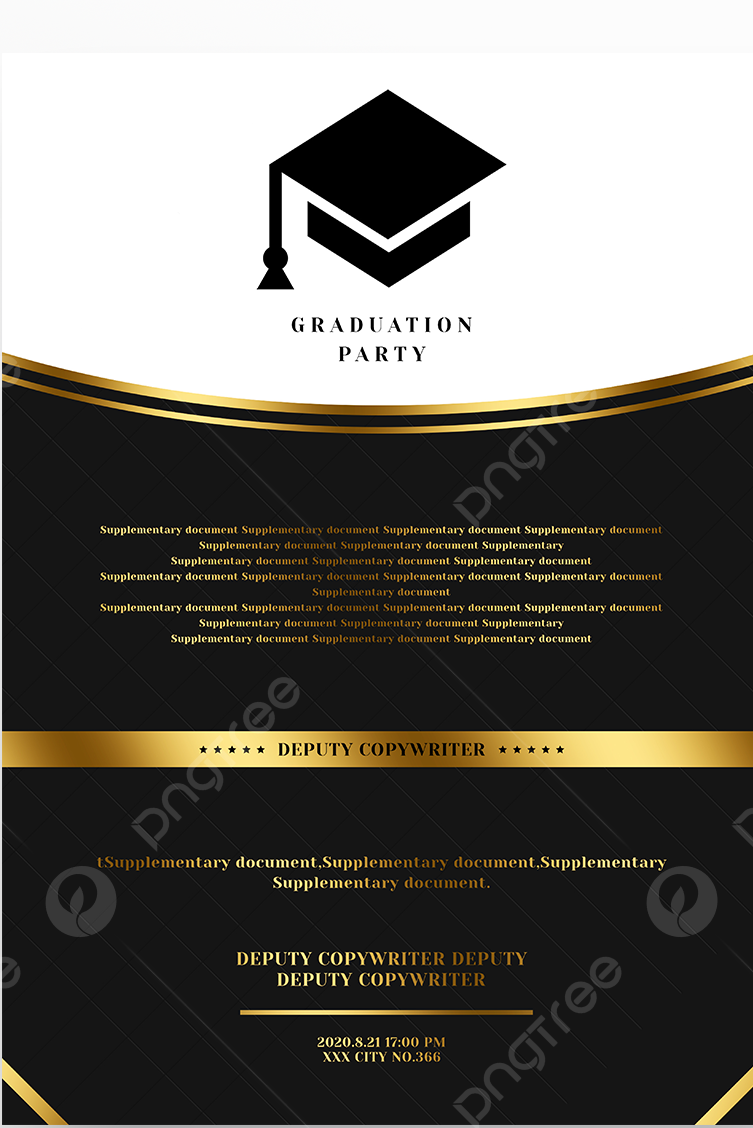 GRADUATION
PARTY
Supplementary document Supplementary document Supplementary document Supplementary document
Supplementary document Supplementary document Supplementary
Supplementary document Supplementary document Supplementary document
Supplementary document Supplementary document Supplementary document Supplementary document
Supplementary document
Supplementary document Supplementary document Supplementary document Supplementary document
Supplementary document Supplementary document Supplementary
Supplementary document Supplementary document Supplementary document
★★★★★ DEPUTY COPYWRITER ★★★★★
tSupplementary document,Supplementary document,Supplementary
Supplementary document.
DEPUTY COPYWRITER DEPUTY
DEPUTY COPYWRITER
2020.8.21 17:00 PM
XXX CITY NO.366
pngtree
pngtree
pngtree